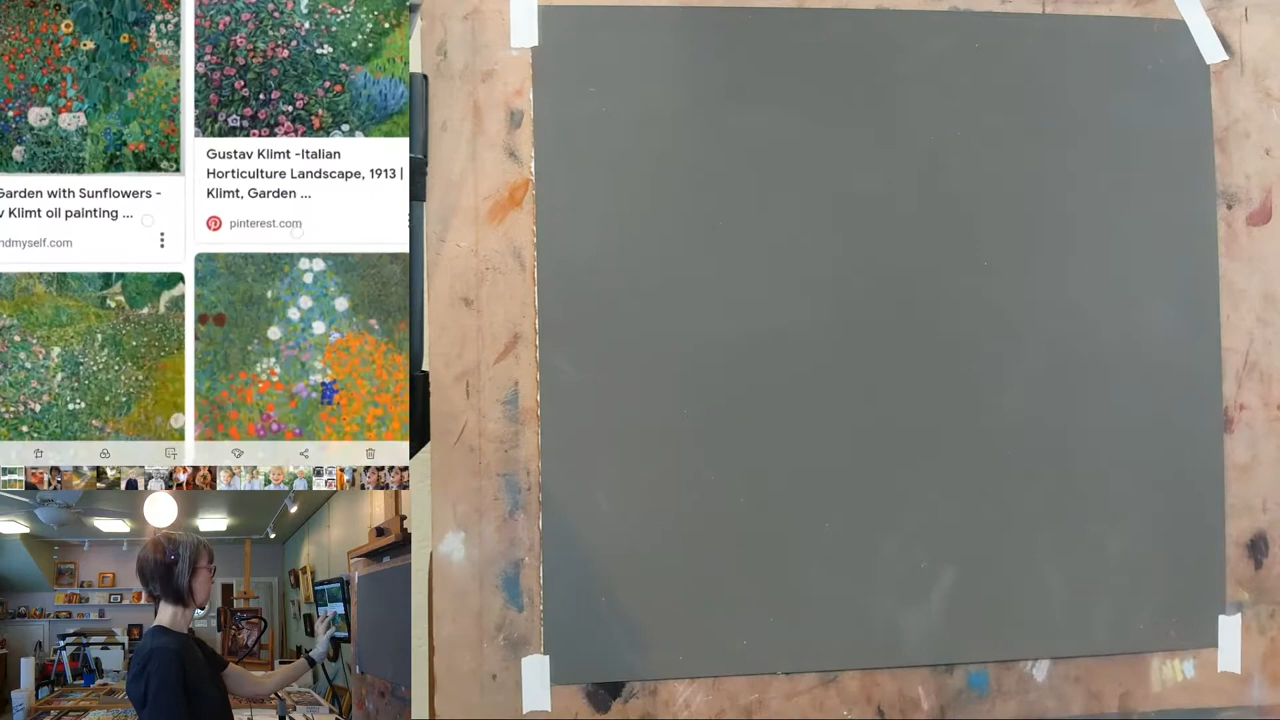 Gustav Klimt -Italian
Horticulture Landscape, 1913 |
Klimt, Garden ...
pinterest.com
Garden with Sunflowers -
v Klimt oil painting ...
ndmyself.com